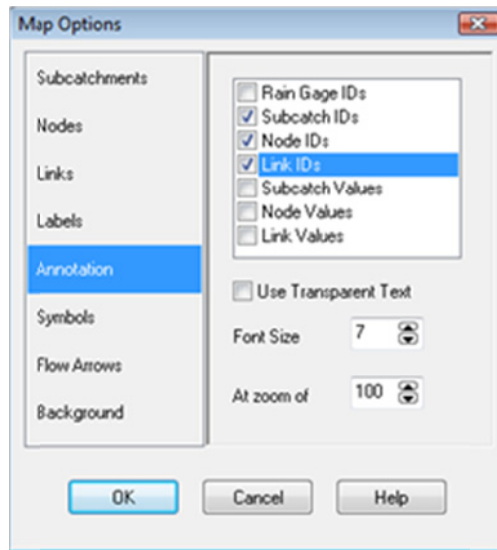 Map Options
Subcatchments
Nodes
Links
Labels
Annotation
Symbols
Flow Arrows
Background
Rain Gage IDs
Subcatch IDs
Node IDs
Link IDs
Subcatch Values
Node Values
Link Values
Use Transparent Text
Font Size 7
At zoom of 100
OK Cancel Help